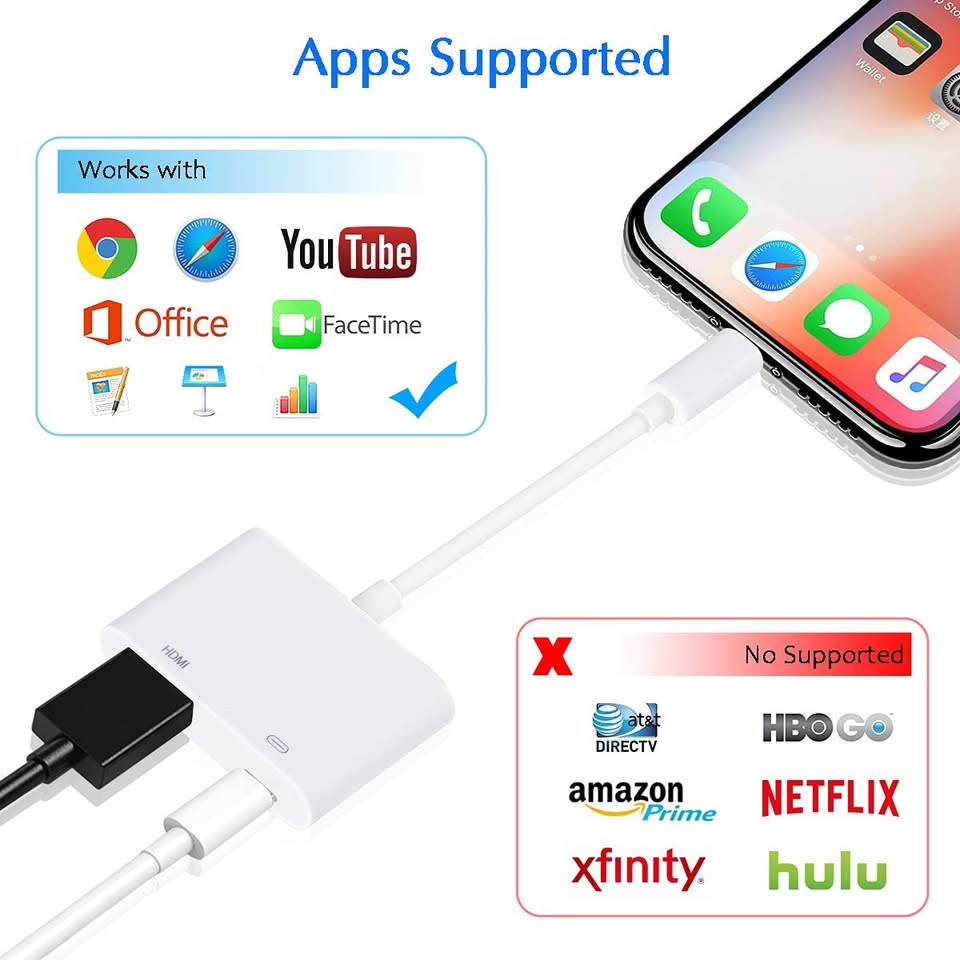 Apps Supported
Works with
YouTube
Office
FaceTime
PAGES
Wallet
设置
HDMI
No Supported
at&t
DIRECTV
HBO GO
amazon
Prime
NETFLIX
xfinity
hulu